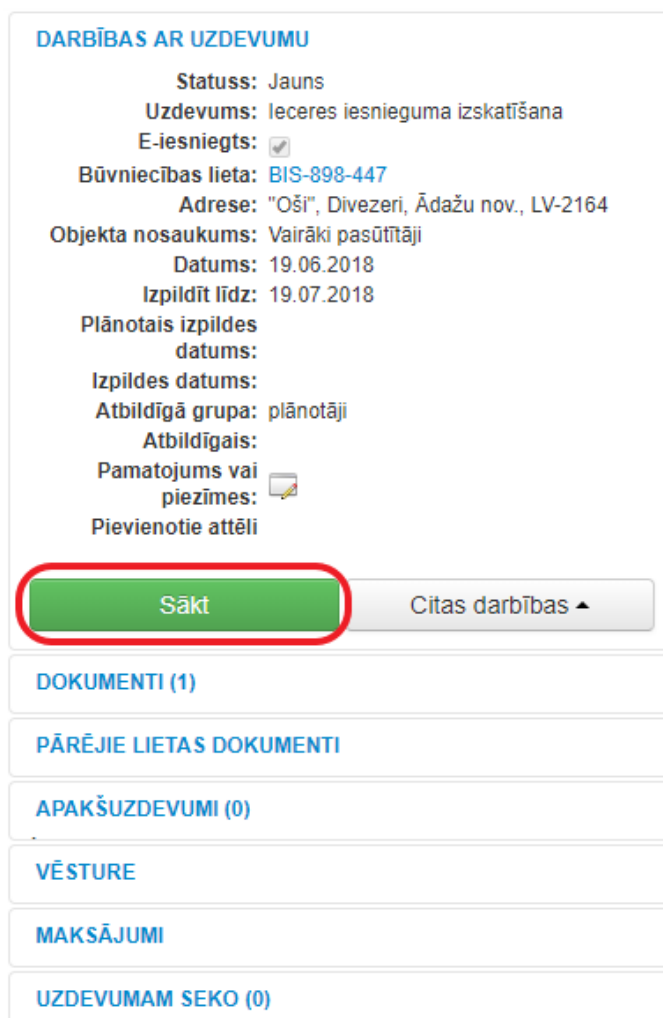 DARBĪBAS AR UZDEVUMU
Statuss: Jauns
Uzdevums: Ieceres iesnieguma izskatīšana
E-iesniegts:
Būvniecības lieta: BIS-898-447
Adrese: "Oši", Divezeri, Ādažu nov., LV-2164
Objekta nosaukums: Vairāki pasūtītāji
Datums: 19.06.2018
Izpildīt līdz: 19.07.2018
Plānotais izpildes
datums:
Izpildes datums:
Atbildīgā grupa: plānotāji
Atbildīgais:
Pamatojums vai
piezīmes:
Pievienotie attēli
Sākt Citas darbības
DOKUMENTI (1)
PĀRĒJIE LIETAS DOKUMENTI
APAKŠUZDEVUMI (0)
VĒSTURE
MAKSĀJUMI
UZDEVUMAM SEKO (0)